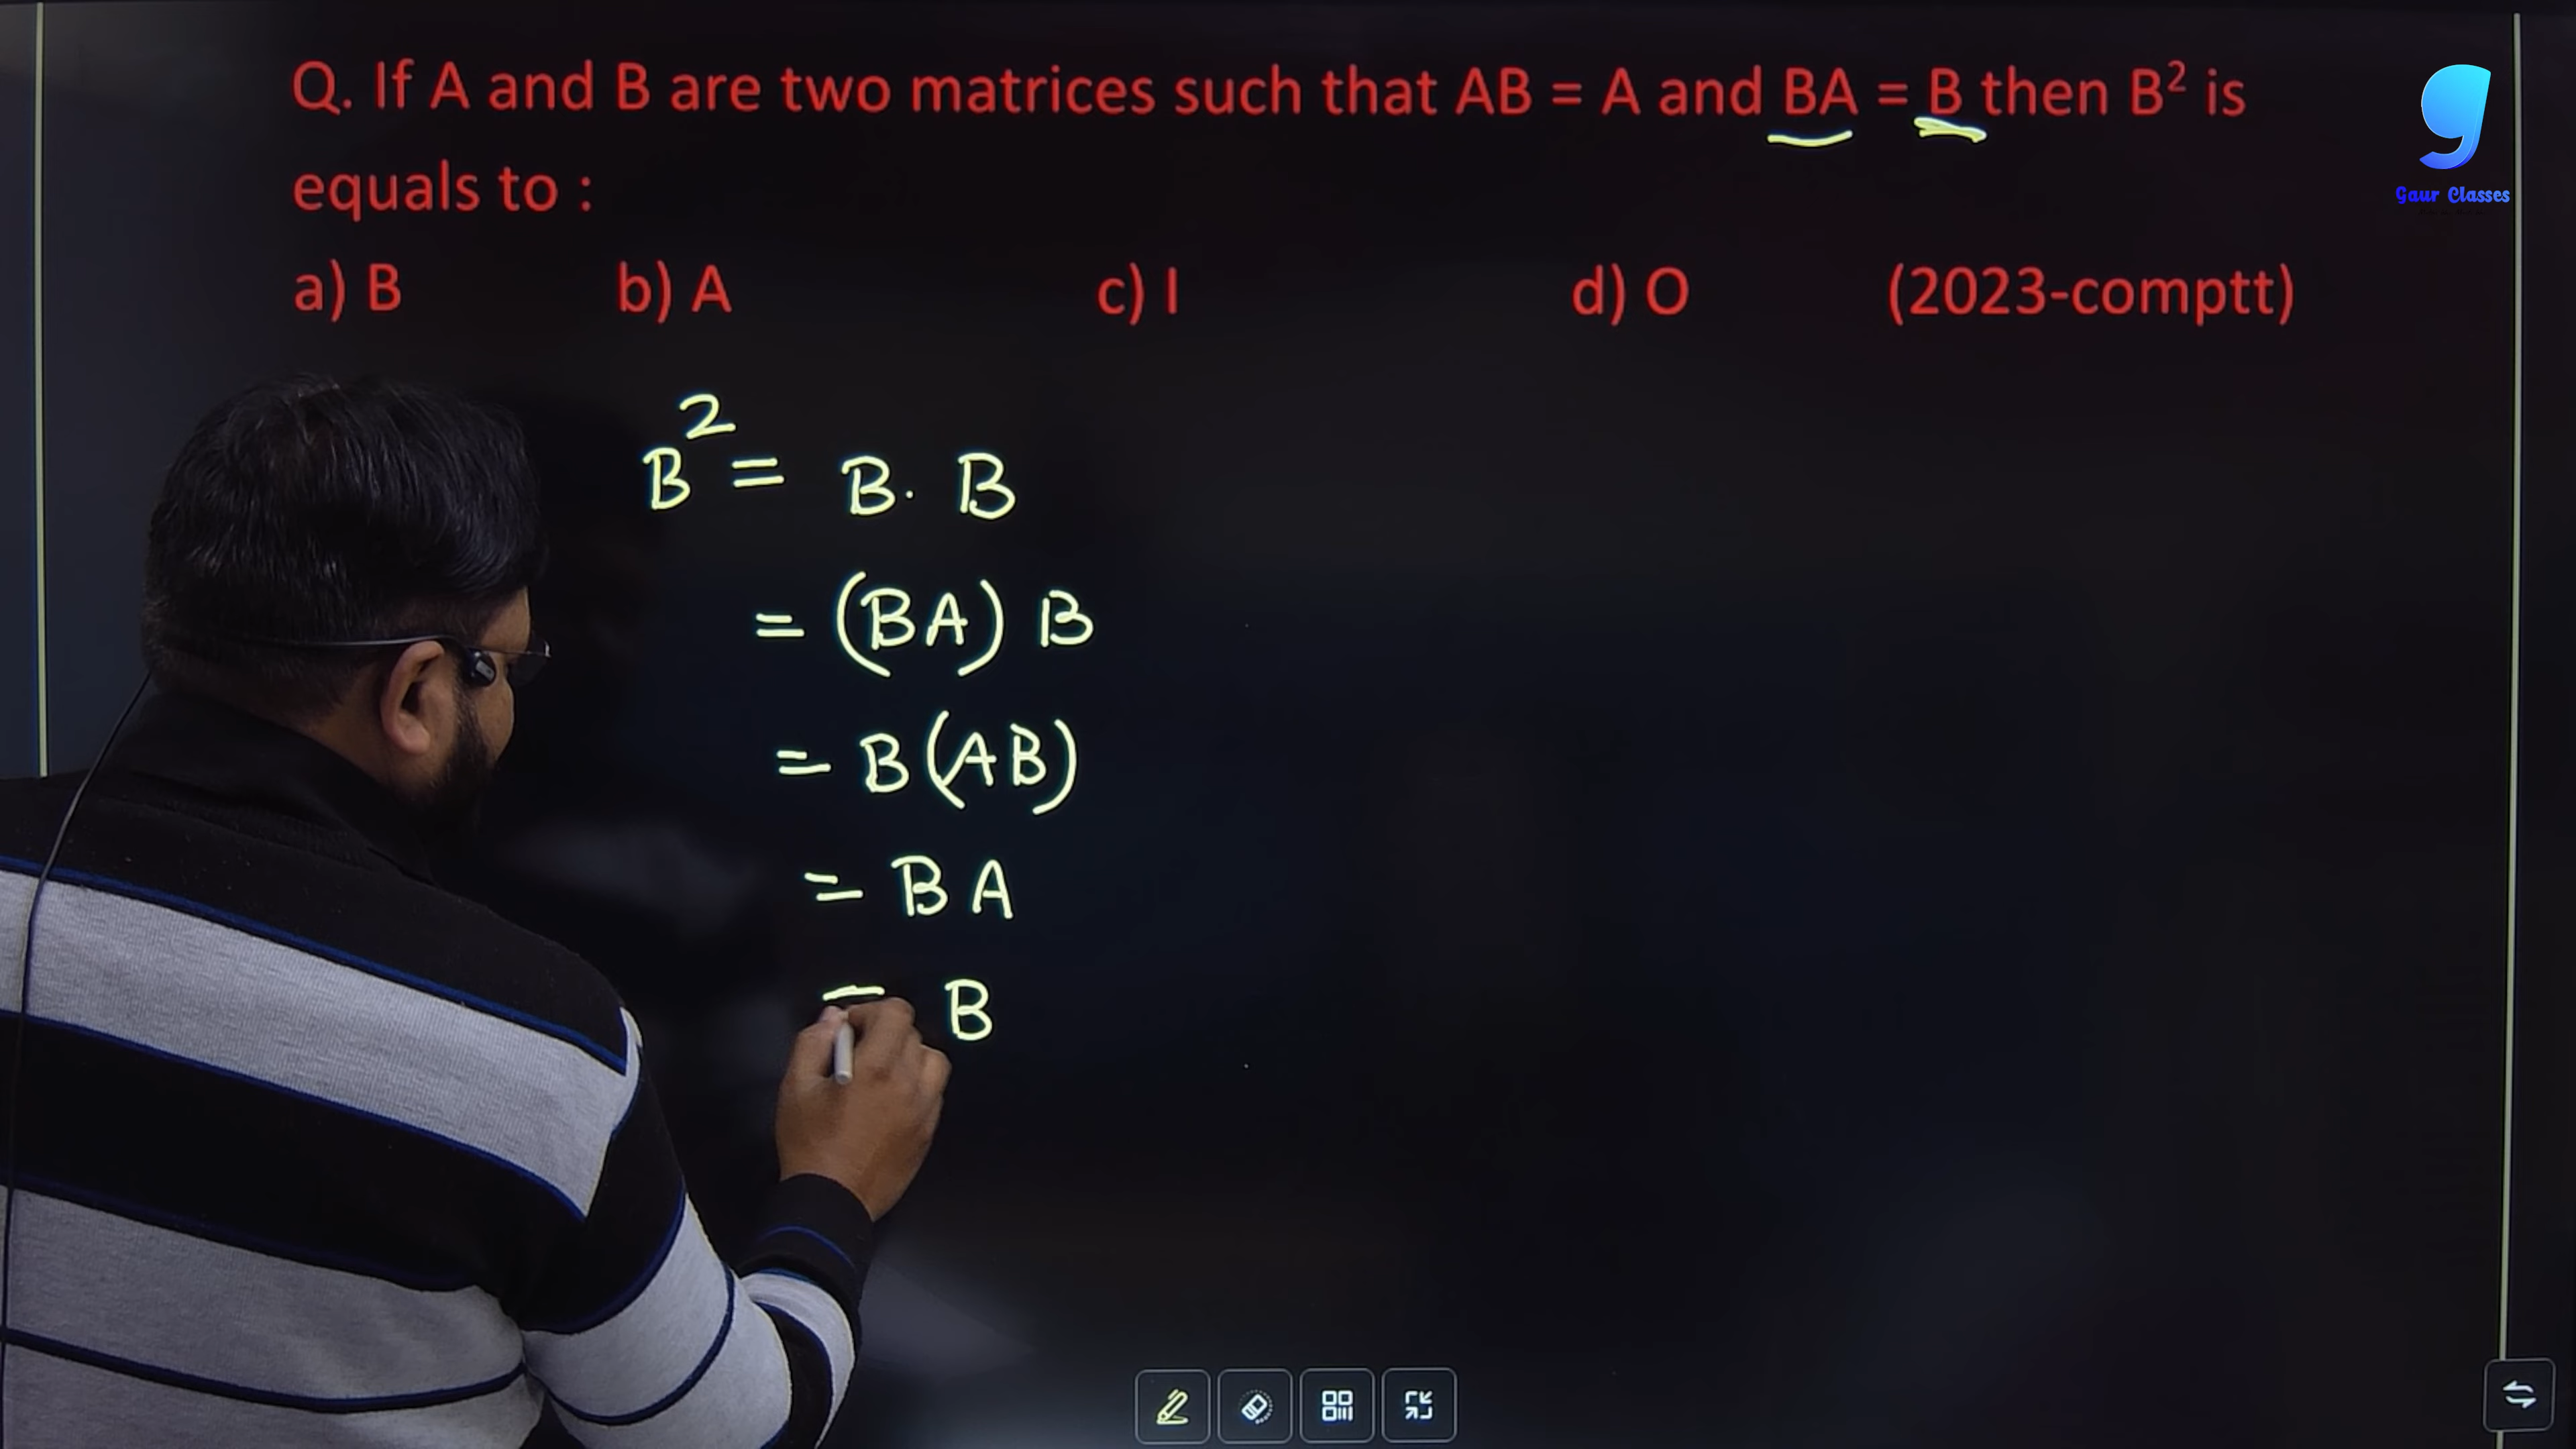 Q. If A and B are two matrices such that AB = A and BA = B then B² is
equals to :
a) B b) A c) I d) O (2023-comptt)
g
Gaur Classes
B² = B. B
= (BA) B
= B(AB)
= B A
= B